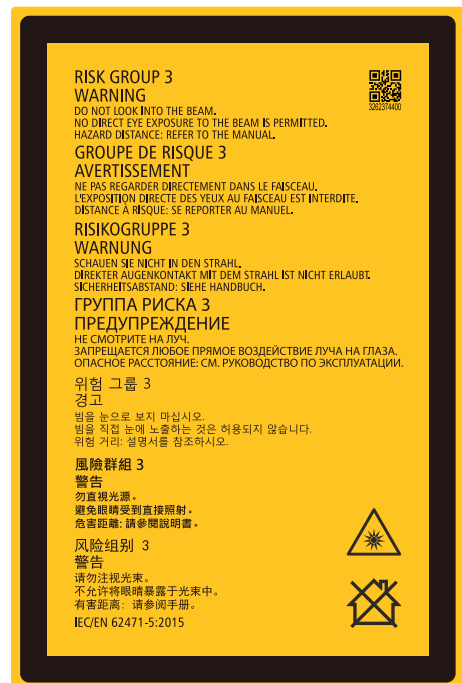 RISK GROUP 3
WARNING
DO NOT LOOK INTO THE BEAM.
NO DIRECT EYE EXPOSURE TO THE BEAM IS PERMITTED.
HAZARD DISTANCE: REFER TO THE MANUAL.
3262374400
GROUPE DE RISQUE 3
AVERTISSEMENT
NE PAS REGARDER DIRECTEMENT DANS LE FAISCEAU.
L'EXPOSITION DIRECTE DES YEUX AU FAISCEAU EST INTERDITE.
DISTANCE À RISQUE: SE REPORTER AU MANUEL.
RISIKOGRUPPE 3
WARNUNG
SCHAUEN SIE NICHT IN DEN STRAHL.
DIREKTER AUGENKONTAKT MIT DEM STRAHL IST NICHT ERLAUBT.
SICHERHEITSABSTAND: SIEHE HANDBUCH.
ГРУППА РИСКА 3
ПРЕДУПРЕЖДЕНИЕ
НЕ СМОТРИТЕ НА ЛУЧ.
ЗАПРЕЩАЕТСЯ ЛЮБОЕ ПРЯМОЕ ВОЗДЕЙСТВИЕ ЛУЧА НА ГЛАЗА.
ОПАСНОЕ РАССТОЯНИЕ: СМ. РУКОВОДСТВО ПО ЭКСПЛУАТАЦИИ.
위험 그룹 3
경고
빔을 눈으로 보지 마십시오.
빔을 직접 눈에 노출하는 것은 허용되지 않습니다.
위험 거리: 설명서를 참조하시오.
風險群組 3
警告
勿直視光源。
避免眼睛受到直接照射。
危害距離: 請參閱說明書。
风险组别 3
警告
请勿注视光束。
不允许将眼睛暴露于光束中。
有害距离: 请参阅手册。
IEC/EN 62471-5:2015